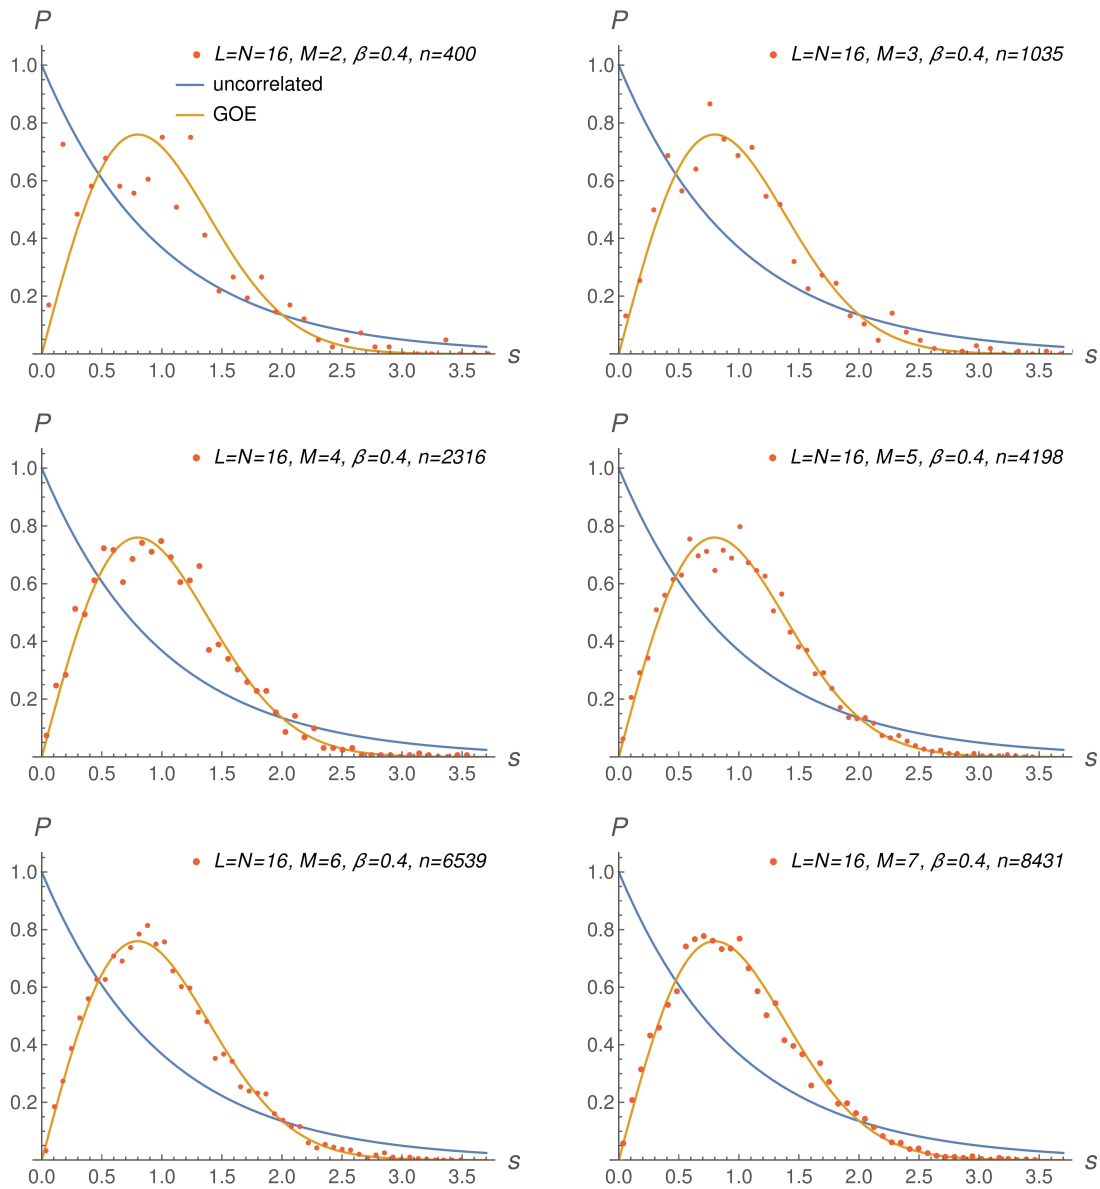 P
L=N=16, M=2, β=0.4, n=400
uncorrelated
GOE
1.0
0.8
0.6
0.4
0.2
0.0 0.5 1.0 1.5 2.0 2.5 3.0 3.5 s
P
L=N=16, M=3, β=0.4, n=1035
1.0
0.8
0.6
0.4
0.2
0.0 0.5 1.0 1.5 2.0 2.5 3.0 3.5 s
P
L=N=16, M=4, β=0.4, n=2316
1.0
0.8
0.6
0.4
0.2
0.0 0.5 1.0 1.5 2.0 2.5 3.0 3.5 s
P
L=N=16, M=5, β=0.4, n=4198
1.0
0.8
0.6
0.4
0.2
0.0 0.5 1.0 1.5 2.0 2.5 3.0 3.5 s
P
L=N=16, M=6, β=0.4, n=6539
1.0
0.8
0.6
0.4
0.2
0.0 0.5 1.0 1.5 2.0 2.5 3.0 3.5 s
P
L=N=16, M=7, β=0.4, n=8431
1.0
0.8
0.6
0.4
0.2
0.0 0.5 1.0 1.5 2.0 2.5 3.0 3.5 s